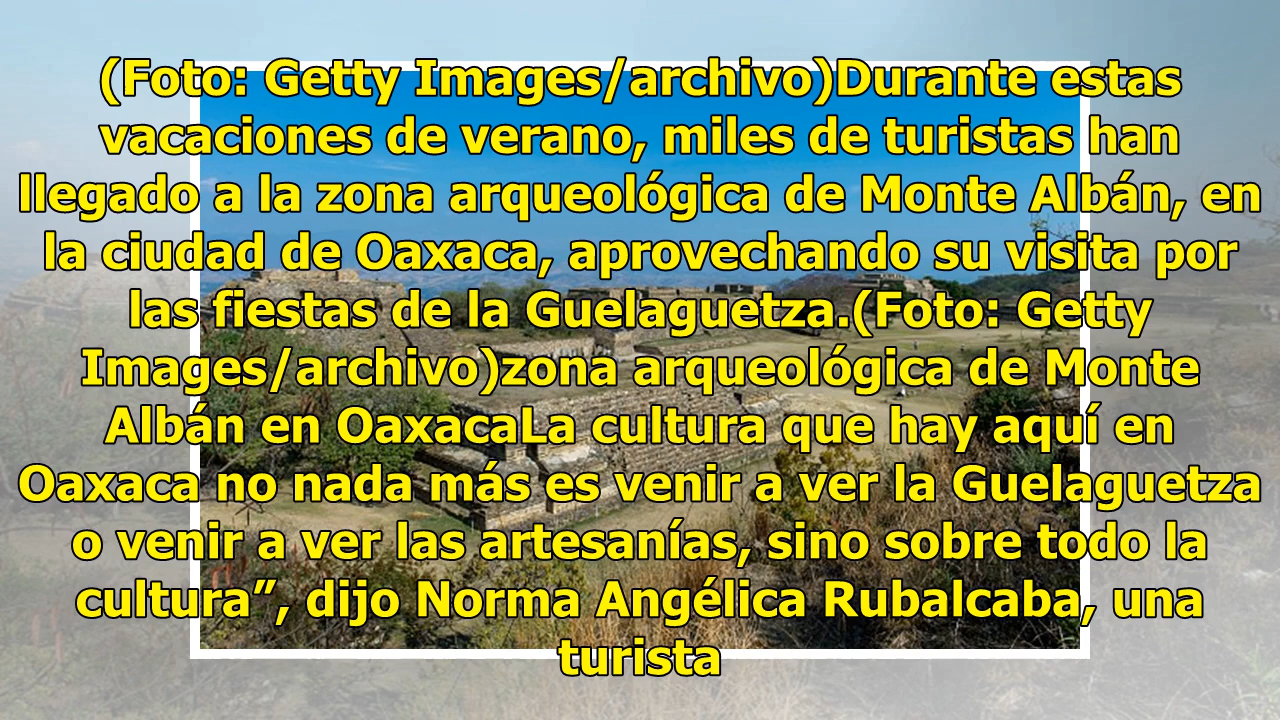 (Foto: Getty Images/archivo)Durante estas
vacaciones de verano, miles de turistas han
llegado a la zona arqueológica de Monte Albán, en
la ciudad de Oaxaca, aprovechando su visita por
las fiestas de la Guelaguetza.(Foto: Getty
Images/archivo)zona arqueológica de Monte
Albán en OaxacaLa cultura que hay aquí en
Oaxaca no nada más es venir a ver la Guelaguetza
o venir a ver las artesanías, sino sobre todo la
cultura”, dijo Norma Angélica Rubalcaba, una
turista